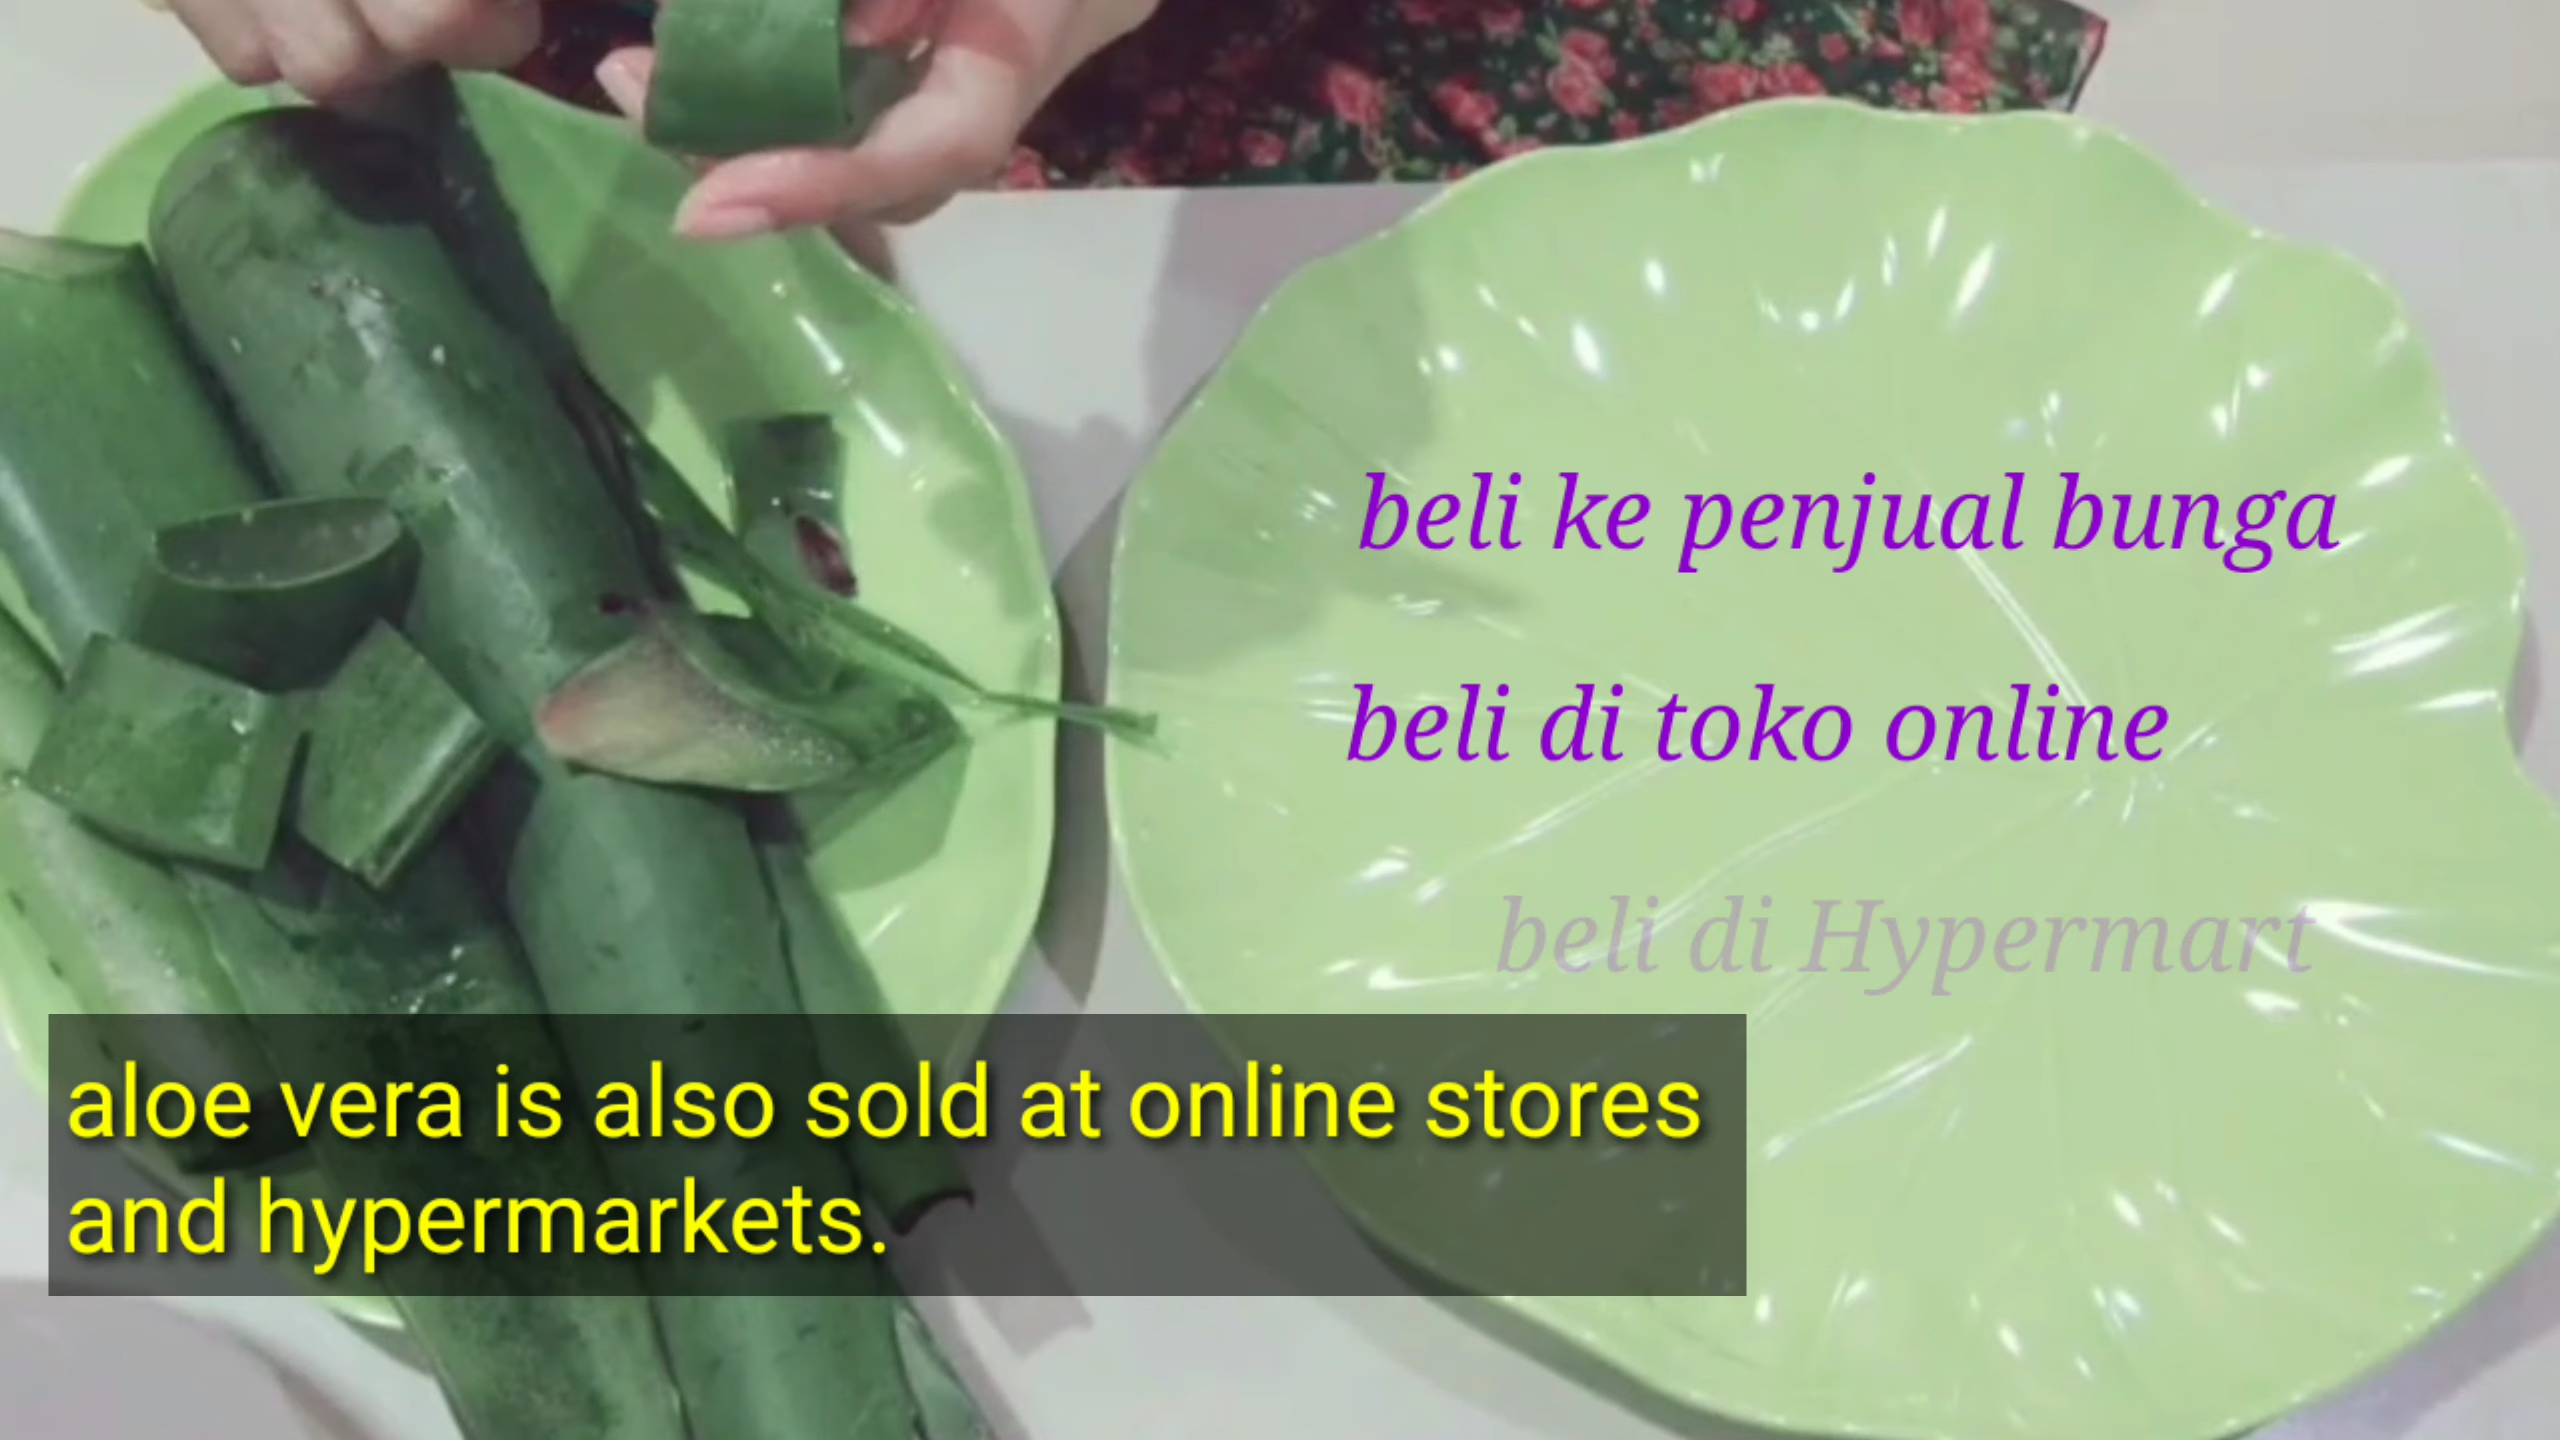 beli ke penjual bunga
beli di toko online
beli di Hypermart
aloe vera is also sold at online stores
and hypermarkets.